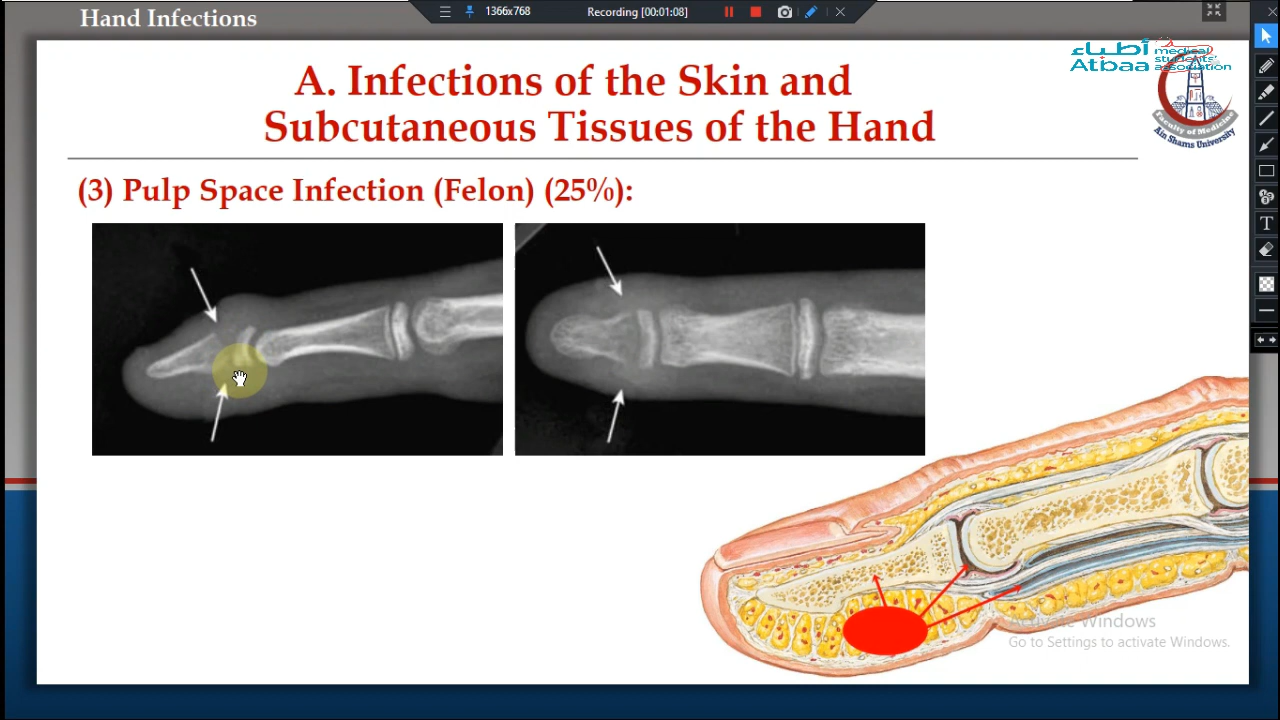 Hand Infections
1366x768
Recording [00:01:08]
أطباء
Atbaa
medical
students'
association
Faculty of Medicine
Ain Shams University
A. Infections of the Skin and
Subcutaneous Tissues of the Hand
(3) Pulp Space Infection (Felon) (25%):
T
Activate Windows
Go to Settings to activate Windows.